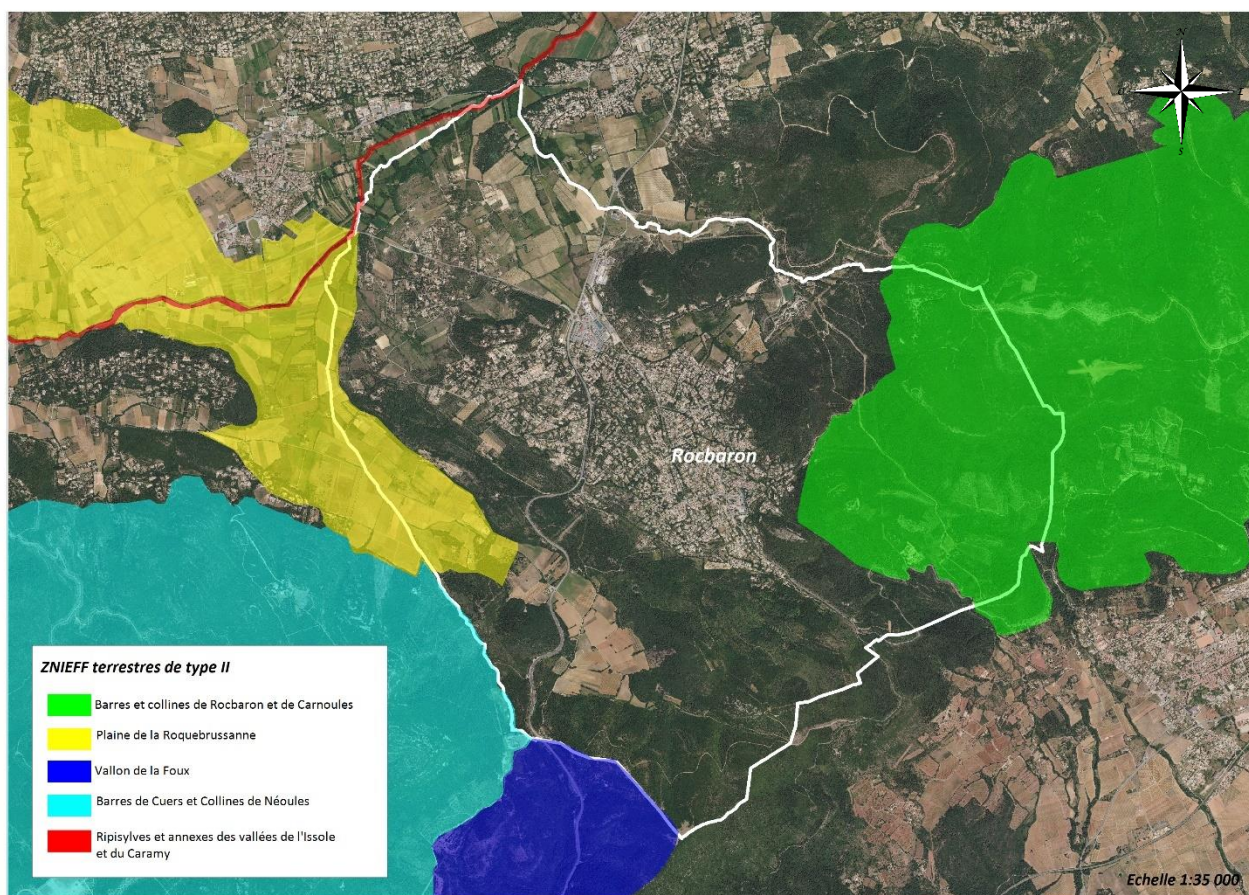 N
E
S
Rocbaron
ZNIEFF terrestres de type II
Barres et collines de Rocbaron et de Carnoules
Plaine de la Roquebrussanne
Vallon de la Foux
Barres de Cuers et Collines de Néoules
Ripisylves et annexes des vallées de l'Issole
et du Caramy
Echelle 1:35 000